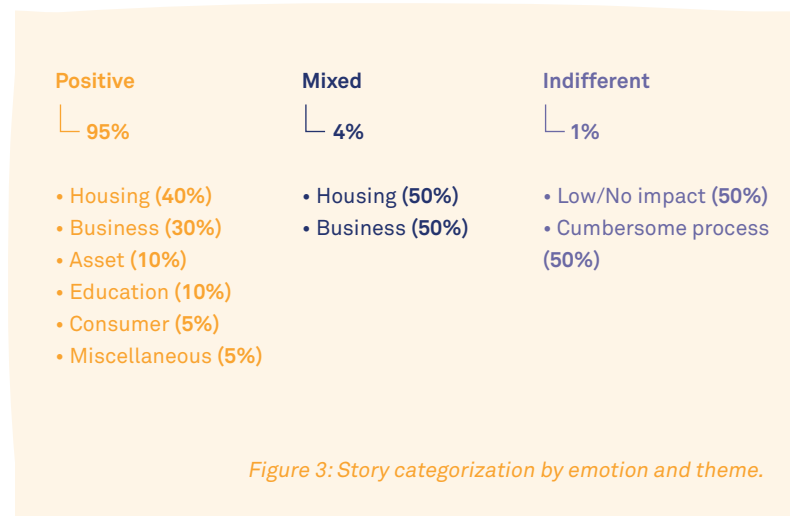 Positive
95%
• Housing (40%)
• Business (30%)
• Asset (10%)
• Education (10%)
• Consumer (5%)
• Miscellaneous (5%)
Mixed
4%
• Housing (50%)
• Business (50%)
Indifferent
1%
• Low/No impact (50%)
• Cumbersome process
(50%)
Figure 3: Story categorization by emotion and theme.